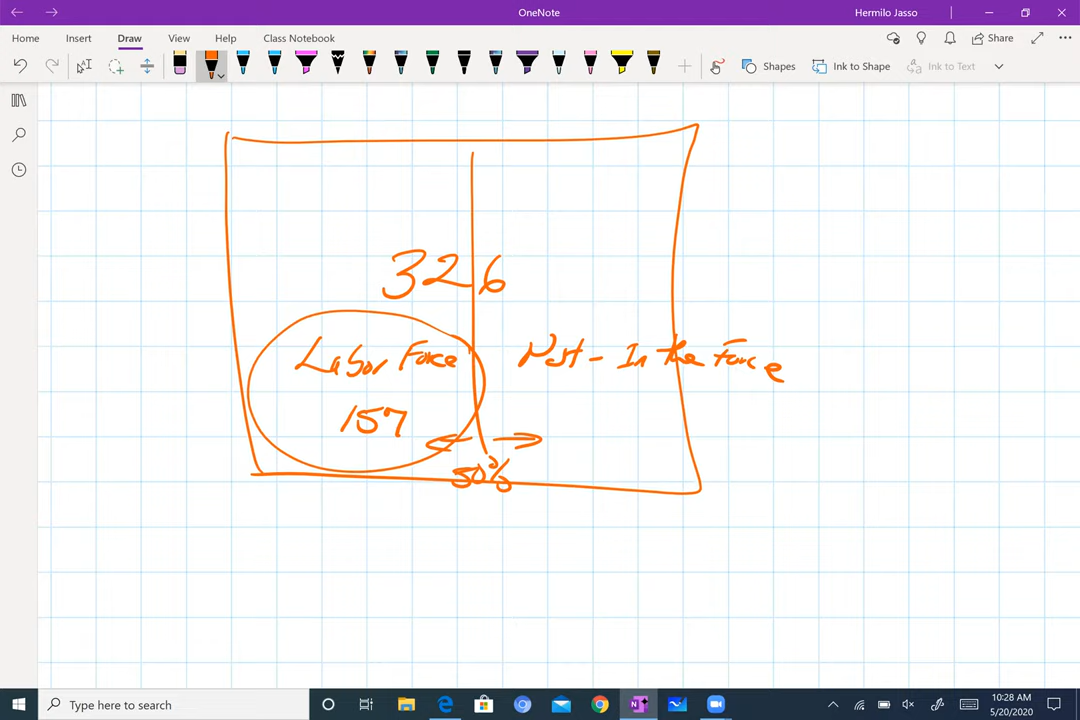 OneNote
Hermilo Jasso
Home Insert Draw View Help Class Notebook
Share
Shapes Ink to Shape Ink to Text
326
Labor Force
Not - In the Force
157
50%
Type here to search
10:28 AM
5/20/2020